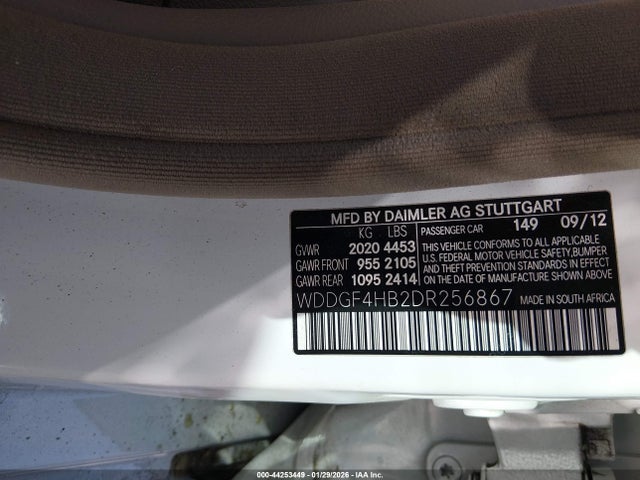 MFD BY DAIMLER AG STUTTGART
KG LBS
GVWR 2020 4453
GAWR FRONT 955 2105
GAWR REAR 1095 2414
PASSENGER CAR 149 09/12
THIS VEHICLE CONFORMS TO ALL APPLICABLE
U.S. FEDERAL MOTOR VEHICLE SAFETY, BUMPER
AND THEFT PREVENTION STANDARDS IN EFFECT
ON THE DATE OF MANUFACTURE SHOWN ABOVE.
WDDGF4HB2DR256867 MADE IN SOUTH AFRICA
000-44253449 - 01/29/2026 - IAA Inc.